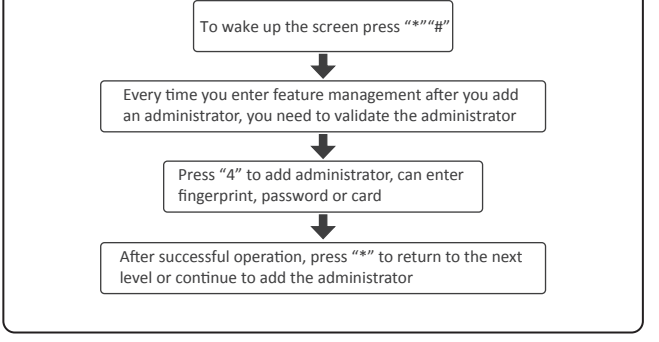 To wake up the screen press “*”“#”
Every time you enter feature management after you add
an administrator, you need to validate the administrator
Press “4” to add administrator, can enter
fingerprint, password or card
After successful operation, press “*” to return to the next
level or continue to add the administrator